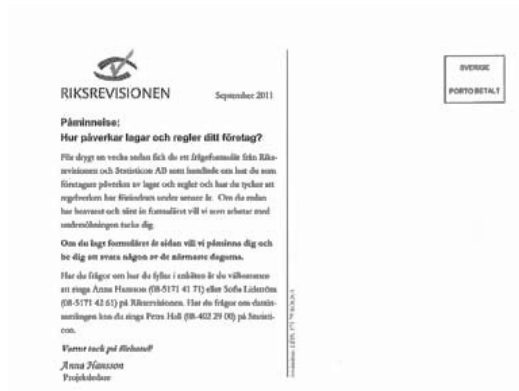 RIKSREVISIONEN
September 2011
Påminnelse:
Hur påverkar lagar och regler ditt företag?
För drygt en vecka sedan fick du ett frågeformulär från Riks-
revisionen och Statisticon AB som handlade om hur du som
företagare påverkas av lagar och regler och hur du tycker att
regelverken har förändrats under senare år. Om du redan
har besvarat och sänt in formuläret vill vi som arbetar med
undersökningen tacka dig.
Om du lagt formuläret åt sidan vill vi påminna dig och
be dig att svara någon av de närmaste dagarna.
Har du frågor om hur du fyller i enkäten är du välkommen
att ringa Anna Hansson (08-5171 41 71) eller Sofia Lidström
(08-5171 42 61) på Riksrevisionen. Har du frågor om datain-
samlingen kan du ringa Petra Holl (08-402 29 00) på Statisti-
con.
Varmt tack på förhand!
Anna Hansson
Projektledare
SVERIGE
PORTO BETALT